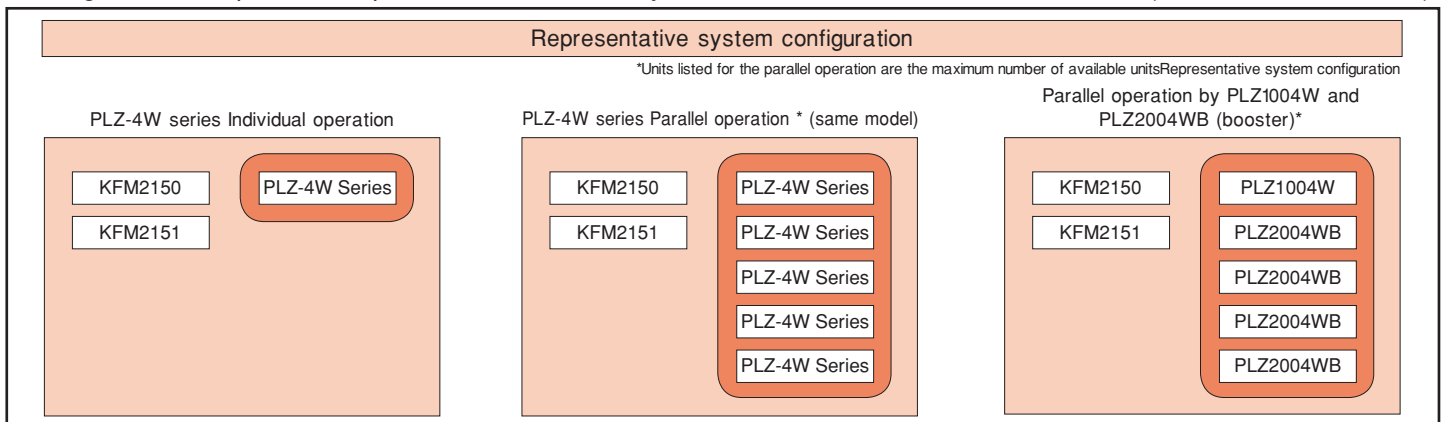 Representative system configuration
*Units listed for the parallel operation are the maximum number of available unitsRepresentative system configuration
PLZ-4W series Individual operation
KFM2150
PLZ-4W Series
KFM2151
PLZ-4W series Parallel operation * (same model)
KFM2150
PLZ-4W Series
KFM2151
PLZ-4W Series
PLZ-4W Series
PLZ-4W Series
PLZ-4W Series
Parallel operation by PLZ1004W and
PLZ2004WB (booster)*
KFM2150
PLZ1004W
KFM2151
PLZ2004WB
PLZ2004WB
PLZ2004WB
PLZ2004WB